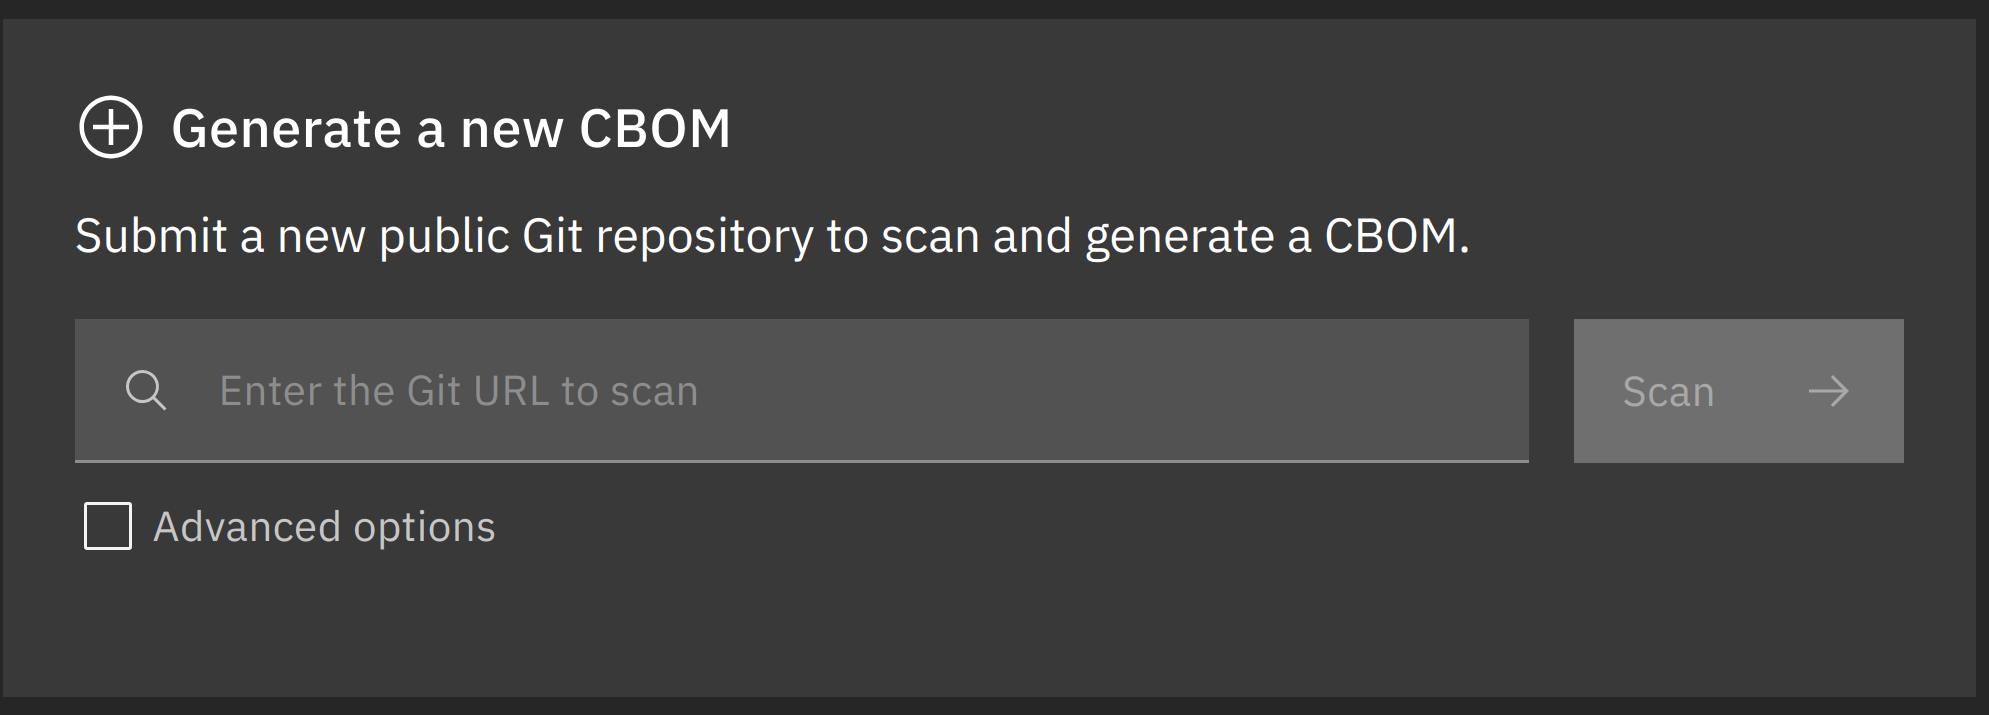 Generate a new CBOM
Submit a new public Git repository to scan and generate a CBOM.
Enter the Git URL to scan
Scan
Advanced options